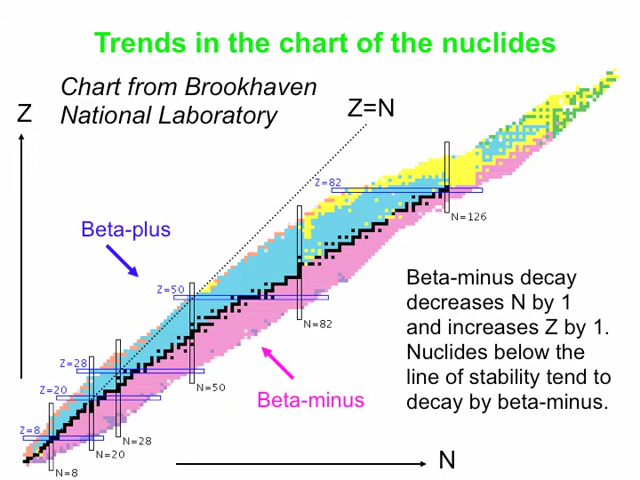 Trends in the chart of the nuclides
Chart from Brookhaven
National Laboratory
Z
Z=N
Z=82
N=126
Beta-plus
Z=50
N=82
Beta-minus decay
decreases N by 1
and increases Z by 1.
Nuclides below the
line of stability tend to
decay by beta-minus.
Z=28
N=50
Z=20
Beta-minus
Z=8
N=28
N=20
N=8
N